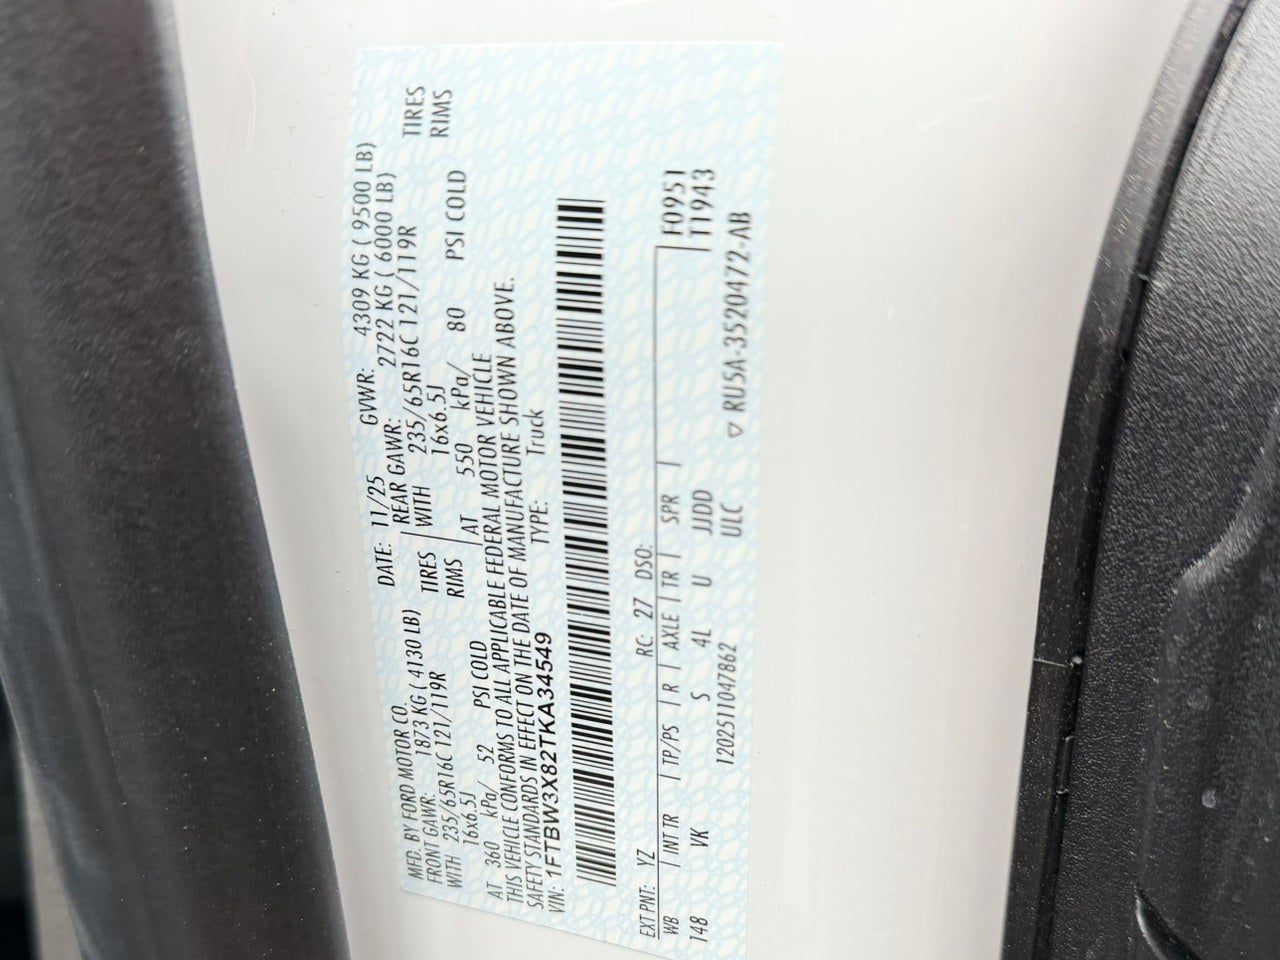 MFD. BY FORD MOTOR CO. DATE: 11/25 GVWR: 4309 KG ( 9500 LB)
FRONT GAWR: 1873 KG ( 4130 LB) REAR GAWR: 2722 KG ( 6000 LB)
WITH 235/65R16C 121/119R TIRES WITH 235/65R16C 121/119R TIRES
16x6.5J RIMS 16x6.5J RIMS
AT 360 kPa/ 52 PSI COLD AT 550 kPa/ 80 PSI COLD
THIS VEHICLE CONFORMS TO ALL APPLICABLE FEDERAL MOTOR VEHICLE
SAFETY STANDARDS IN EFFECT ON THE DATE OF MANUFACTURE SHOWN ABOVE.
VIN: 1FTBW3X82TKA34549 TYPE: Truck
EXT PNT: YZ RC: 27 DSO: F0951
WB INT TR TP/PS R AXLE TR SPR T1943
148 VK S 4L U JJDD
120251104786​2 ULC ▽ RU5A-3520472-AB